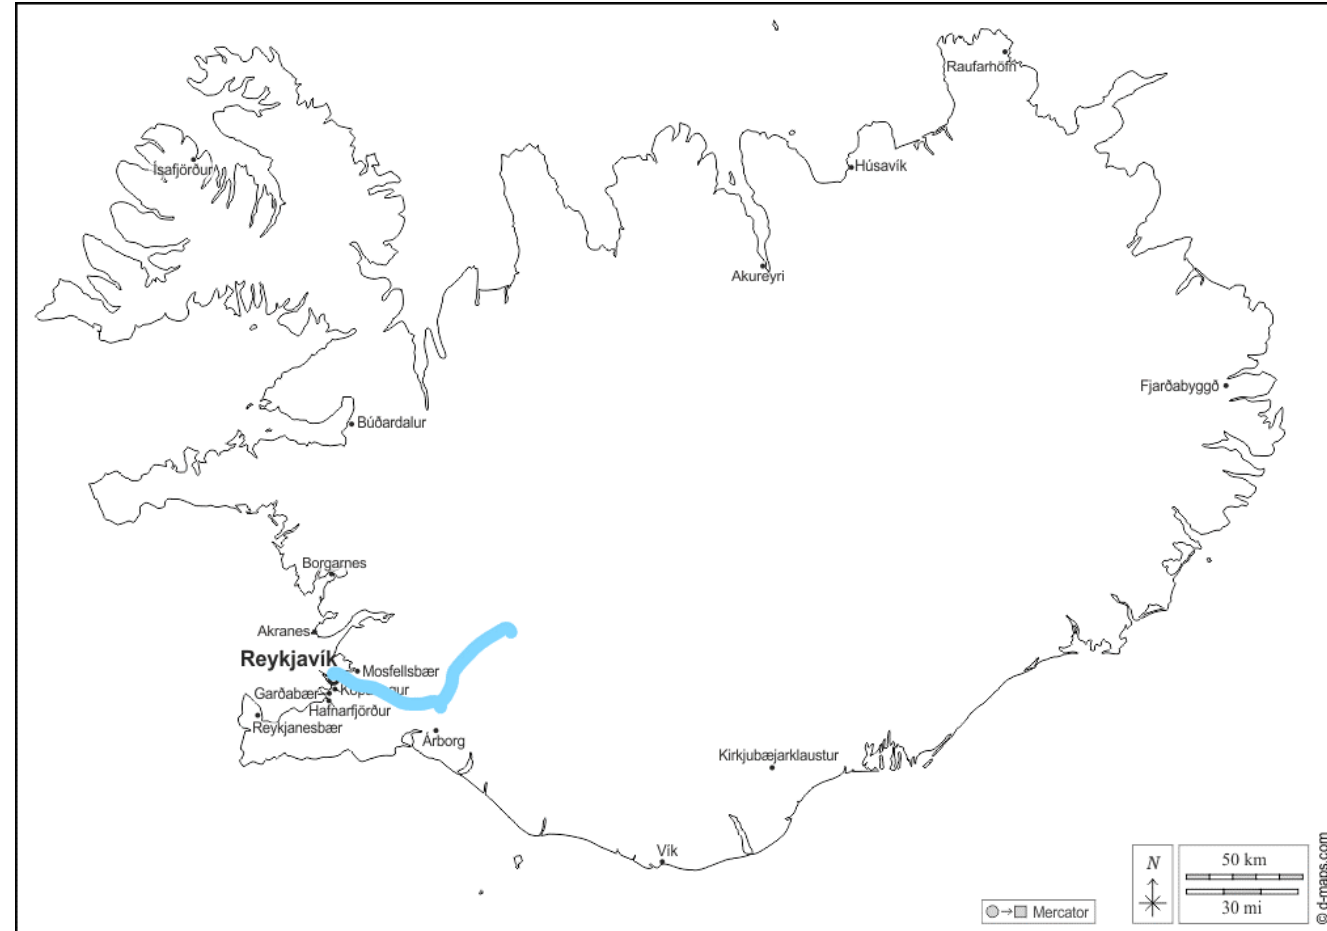 Raufarhöfn
Ísafjörður
Húsavík
Akureyri
Fjarðabyggð
Búðardalur
Borgarnes
Akranes
Reykjavík
Mosfellsbær
Garðabær
Hafnarfjörður
Reykjanesbær
Árborg
Kirkjubæjarklaustur
Vík
N
50 km
30 mi
Mercator
© d-maps.com